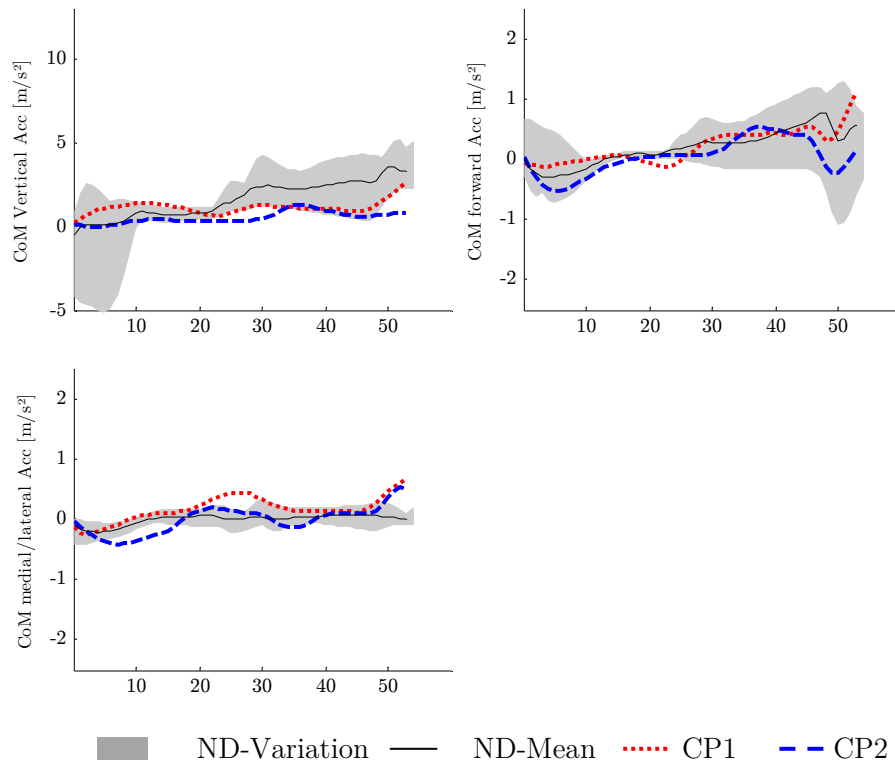 CoM Vertical Acc [m/s²]
10
5
0
-5
10 20 30 40 50
CoM forward Acc [m/s²]
2
1
0
-1
-2
10 20 30 40 50
CoM medial/lateral Acc [m/s²]
2
1
0
-1
-2
10 20 30 40 50
ND-Variation ND-Mean CP1 CP2